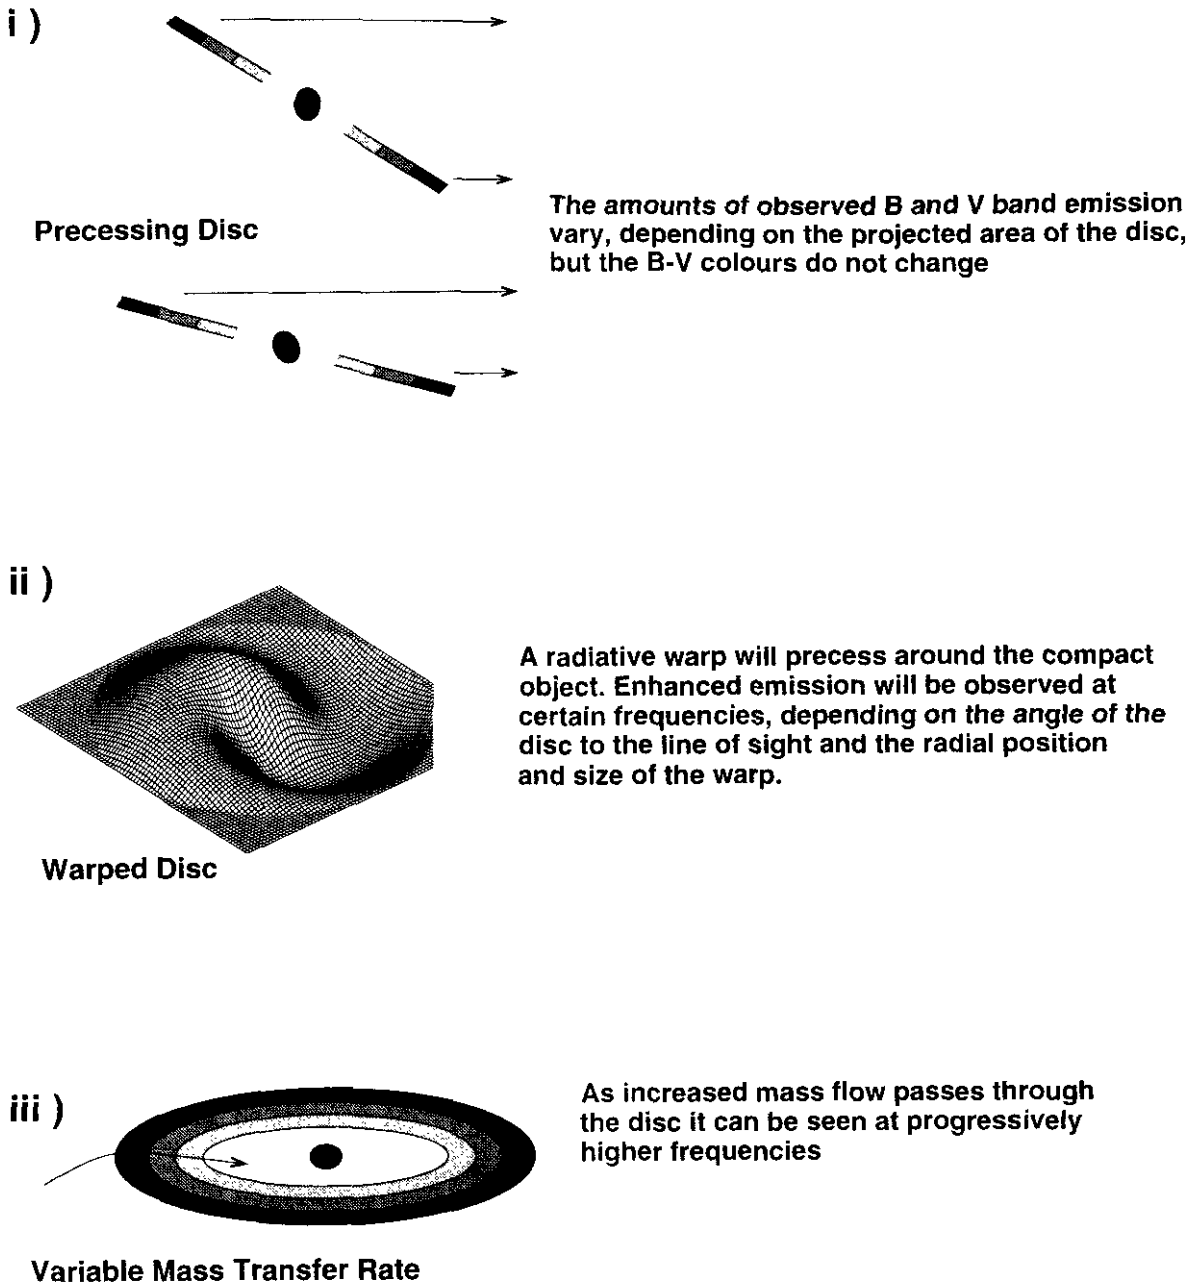 i )
Precessing Disc
The amounts of observed B and V band emission
vary, depending on the projected area of the disc,
but the B-V colours do not change
ii )
A radiative warp will precess around the compact
object. Enhanced emission will be observed at
certain frequencies, depending on the angle of the
disc to the line of sight and the radial position
and size of the warp.
Warped Disc
iii )
As increased mass flow passes through
the disc it can be seen at progressively
higher frequencies
Variable Mass Transfer Rate